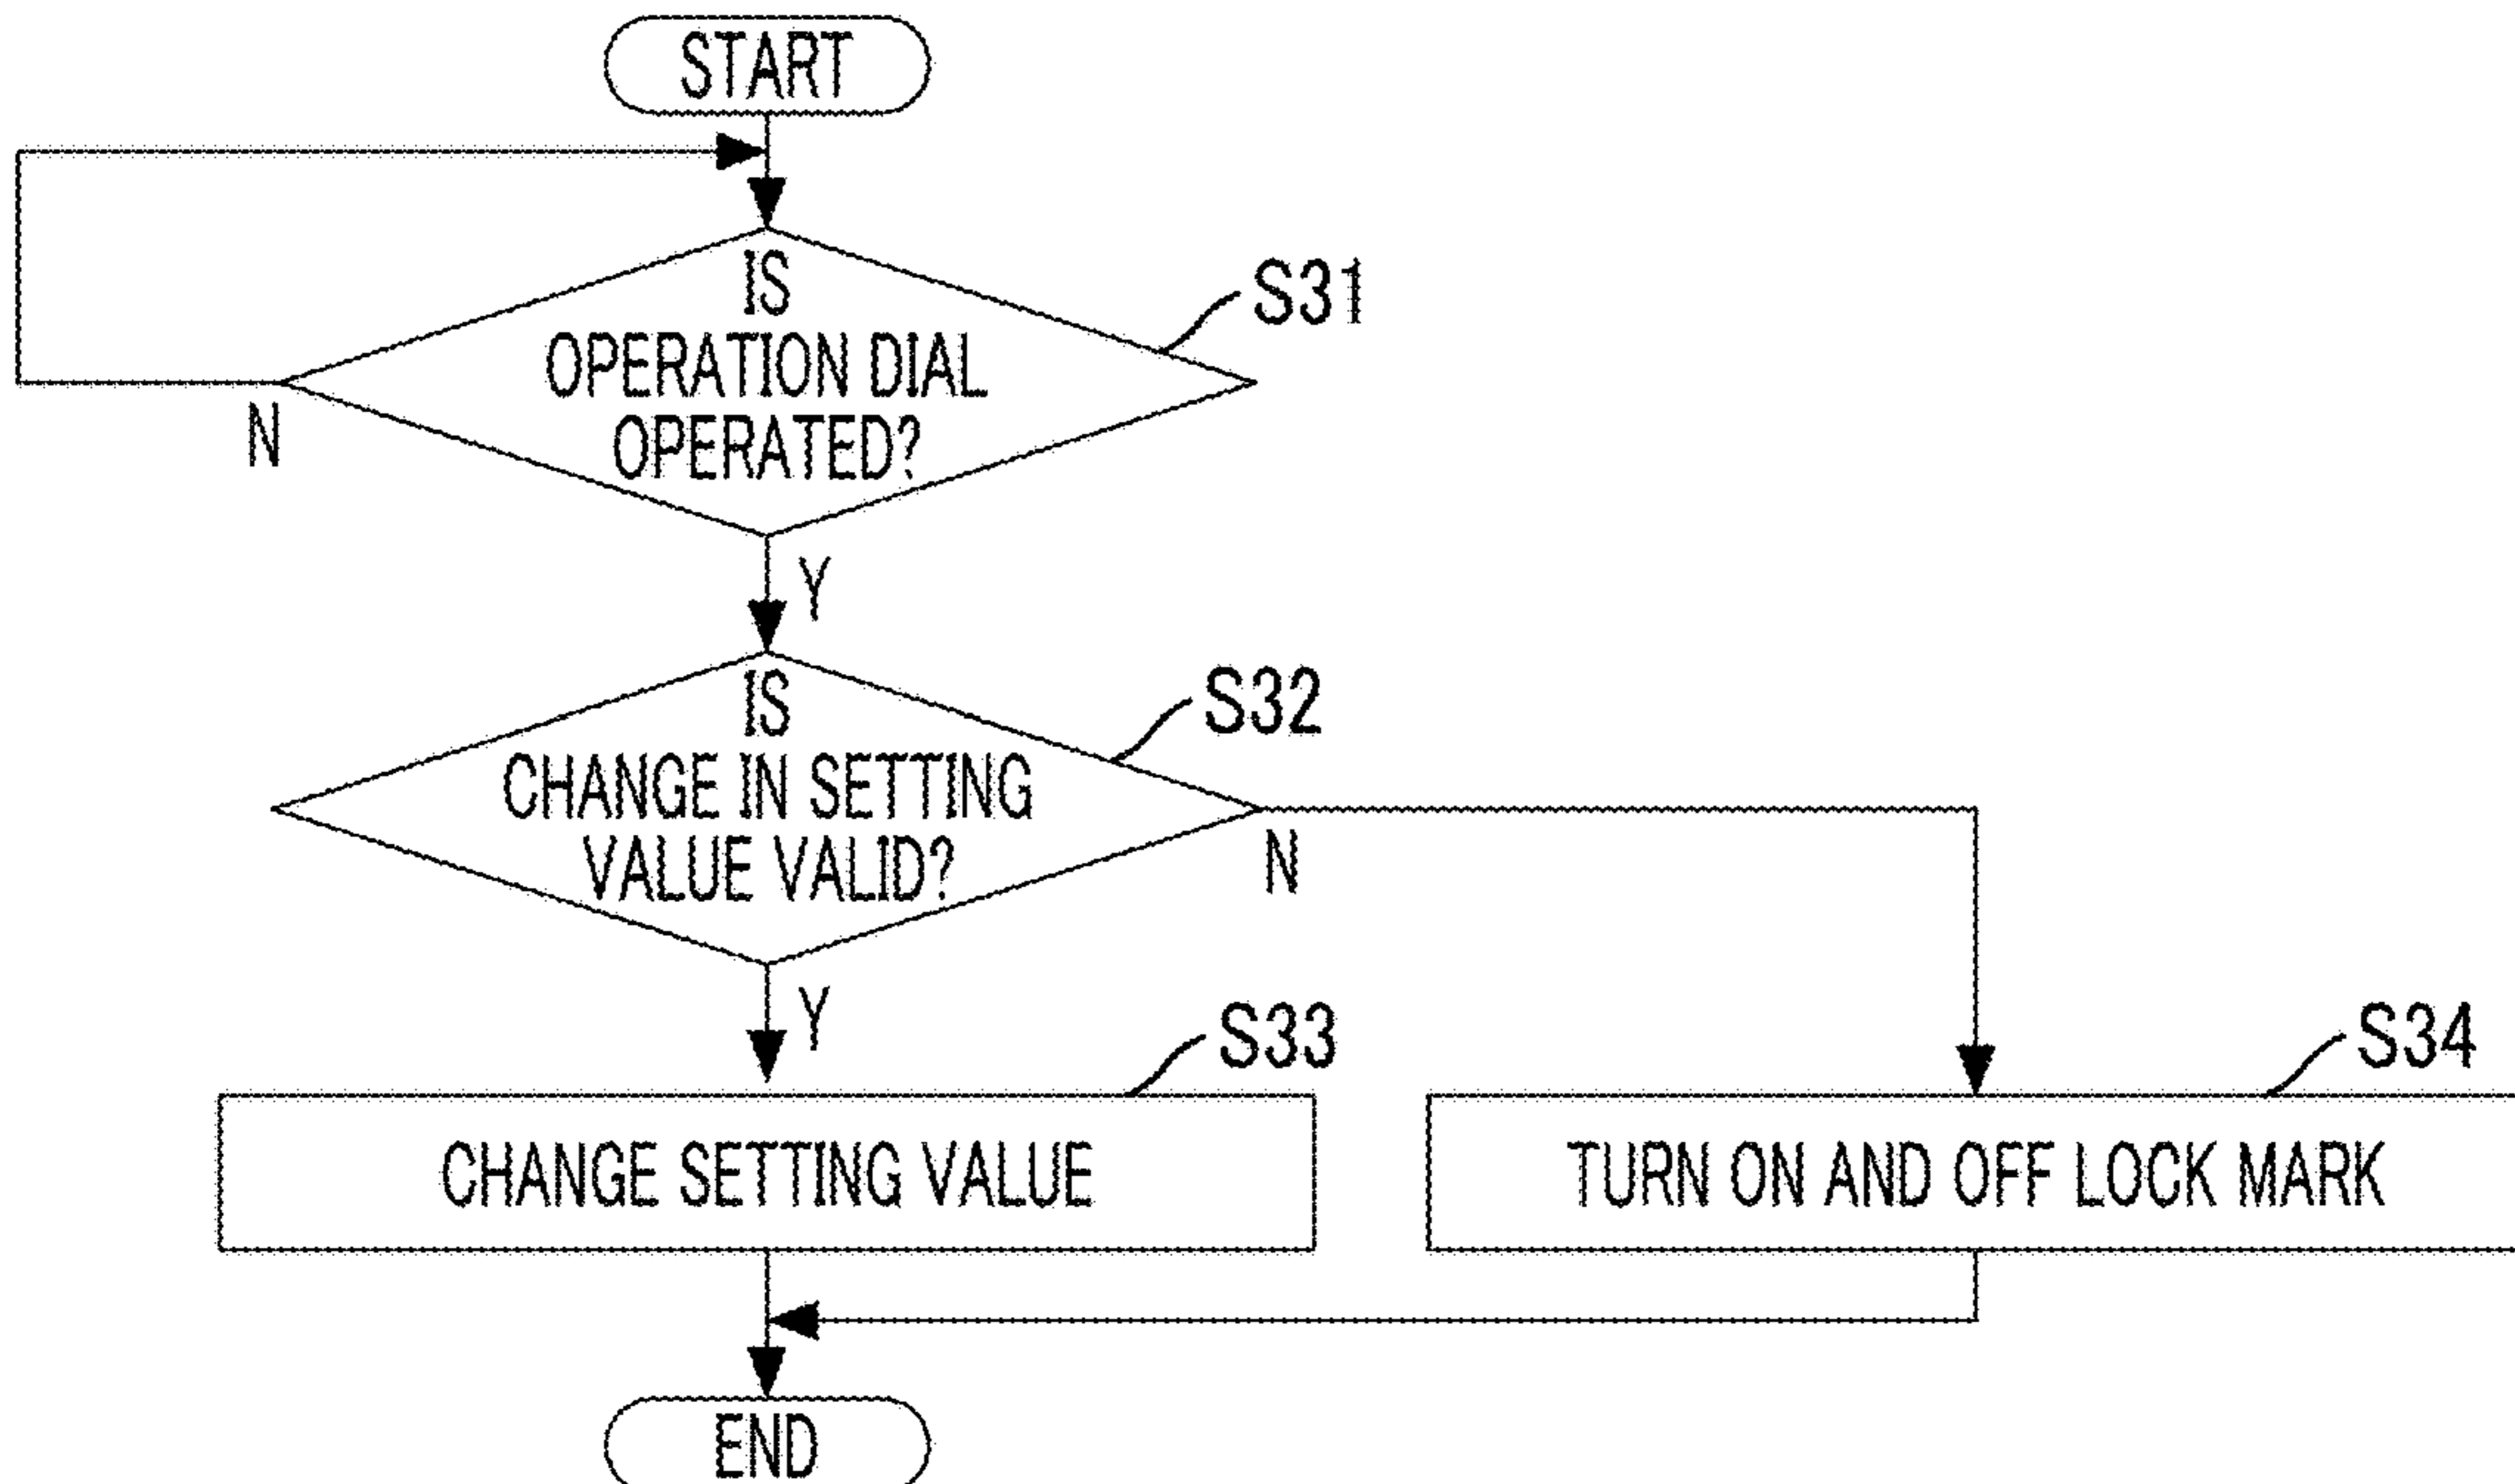 START
IS
OPERATION DIAL
OPERATED?
S31
N
Y
IS
CHANGE IN SETTING
VALUE VALID?
S32
N
Y
S33
CHANGE SETTING VALUE
S34
TURN ON AND OFF LOCK MARK
END